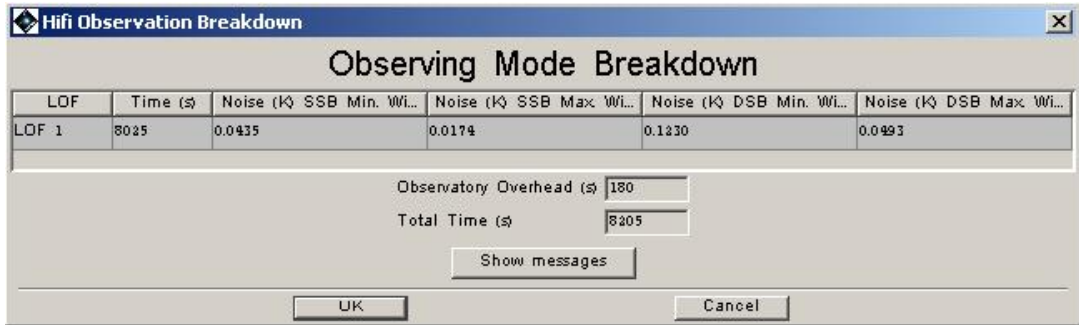 Hifi Observation Breakdown
Observing Mode Breakdown
LOF Time (s) Noise (K) SSB Min. Wi... Noise (K) SSB Max. Wi... Noise (K) DSB Min. Wi... Noise (K) DSB Max. Wi...
LOF 1 8025 0.0435 0.0174 0.1230 0.0493
Observatory Overhead (s) 180
Total Time (s) 8205
Show messages
UK Cancel